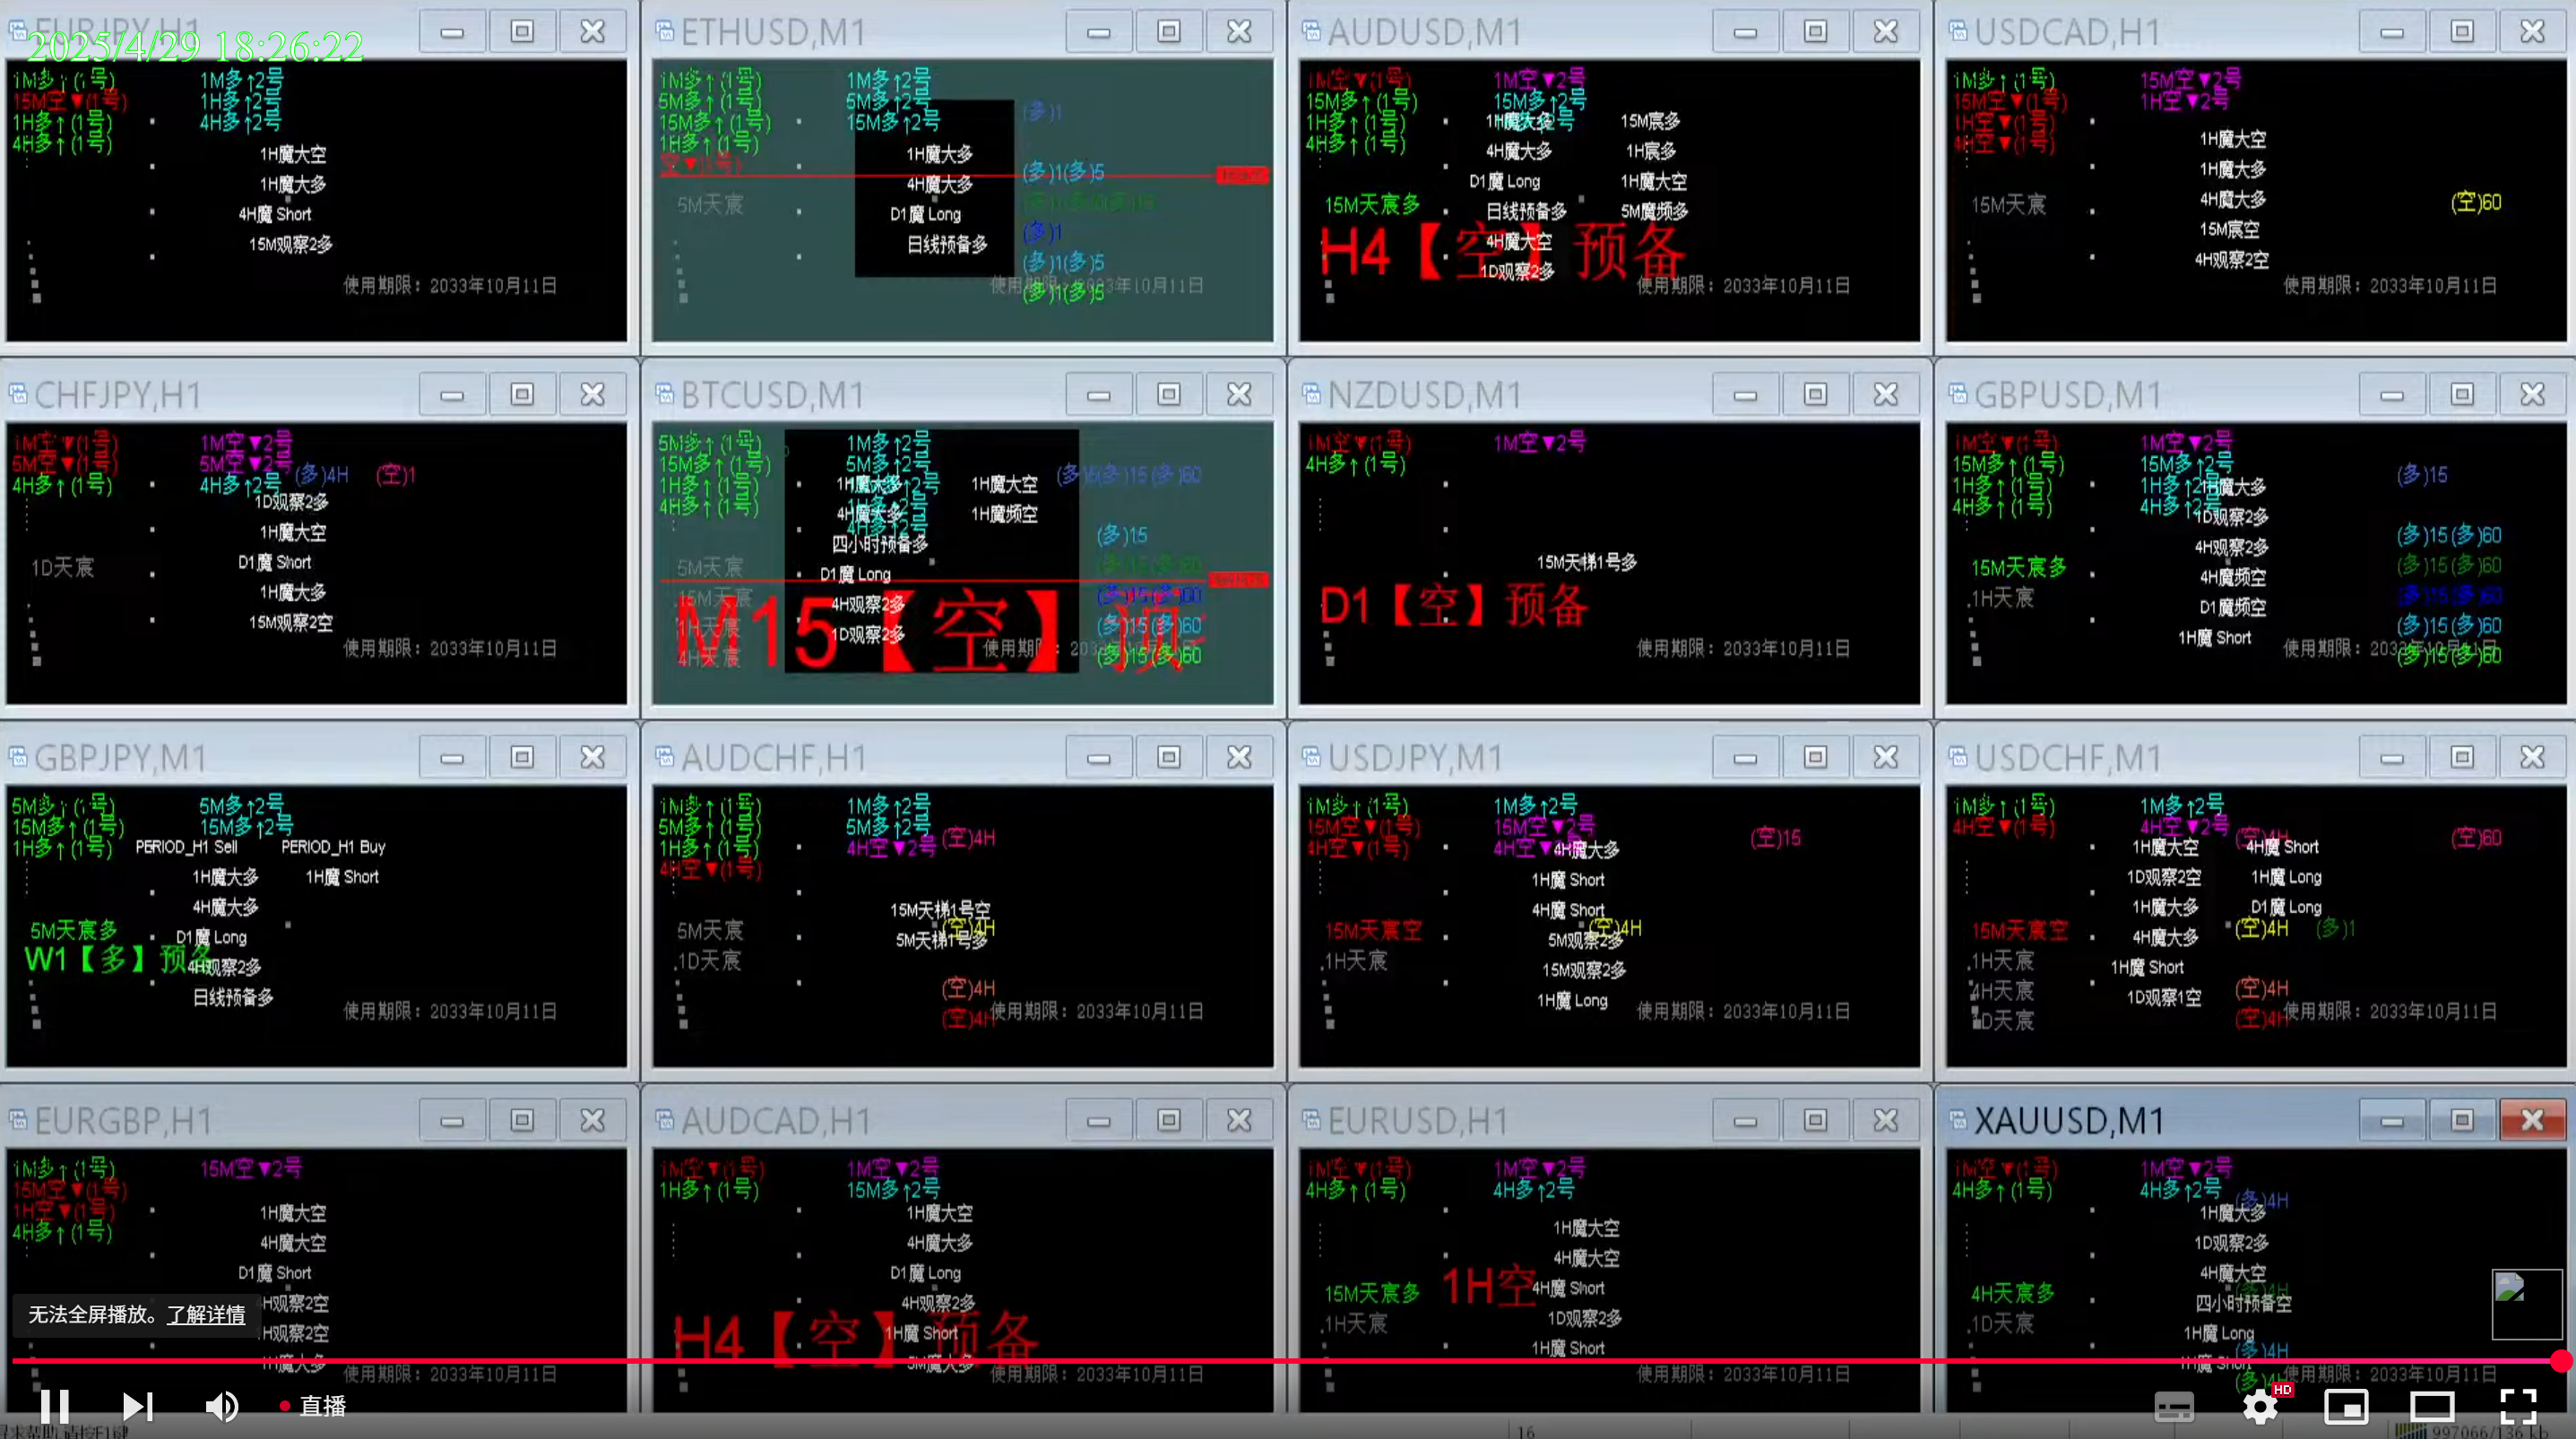 EURJPY,H1
2025/4/29 18:26:22
1M多↑(1号)
1M多↑2号
15M空▼(1号)
1H多↑2号
1H多↑(1号)
4H多↑2号
4H多↑(1号)
1H魔大空
1H魔大多
4H魔 Short
15M观察2多
使用期限：2033年10月11日
ETHUSD,M1
1M多↑(1号)
1M多↑2号
5M多↑(1号)
5M多↑2号
(多)1
15M多↑(1号)
15M多↑2号
1H多↑(1号)
1H魔大多
空▼(1号)
(多)1(多)5
4H魔大多
5M天宸
D1魔 Long
(多)1
日线预备多
(多)1(多)5
使用期限：2033年10月11日
(多)1(多)5
AUDUSD,M1
1M空▼(1号)
1M空▼2号
15M多↑(1号)
15M多↑2号
1H多↑(1号)
1H魔大多
15M宸多
4H多↑(1号)
4H魔大多
1H宸多
D1魔 Long
1H魔大空
15M天宸多
日线预备多
5M魔频多
H4【空】预备
4H魔大空
1D观察2多
使用期限：2033年10月11日
USDCAD,H1
1M多↑(1号)
15M空▼2号
15M空▼(1号)
1H空▼2号
1H空▼(1号)
4H空▼(1号)
1H魔大空
1H魔大多
15M天宸
4H魔大多
(空)60
15M宸空
4H观察2空
使用期限：2033年10月11日
CHFJPY,H1
1M空▼(1号)
1M空▼2号
5M空▼(1号)
5M空▼2号
(多)4H
(空)1
4H多↑(1号)
4H多↑2号
1D观察2多
1H魔大空
1D天宸
D1魔 Short
1H魔大多
15M观察2空
使用期限：2033年10月11日
BTCUSD,M1
5M多↑(1号)
1M多↑2号
15M多↑(1号)
5M多↑2号
(多)5(多)15(多)60
1H多↑(1号)
1H魔大多
1H魔大空
4H多↑(1号)
4H魔大多
1H魔频空
4H多↑2号
四小时预备多
(多)15
5M天宸
D1魔 Long
(多)15(多)60
15M天宸
4H观察2多
(多)15(多)60
1H天宸
M15【空】预
1D观察2多
(多)15(多)60
4H天宸
(多)15(多)60
NZDUSD,M1
1M空▼(1号)
1M空▼2号
4H多↑(1号)
15M天梯1号多
D1【空】预备
使用期限：2033年10月11日
GBPUSD,M1
1M空▼(1号)
1M空▼2号
15M多↑(1号)
15M多↑2号
(多)15
1H多↑(1号)
1H多↑2号
1H魔大多
4H多↑(1号)
4H多↑2号
1D观察2多
(多)15(多)60
4H观察2多
15M天宸多
4H魔频空
(多)15(多)60
1H天宸
D1魔频空
(多)15(多)60
1H魔 Short
(多)15(多)60
使用期限：2033年10月11日
(多)15(多)60
GBPJPY,M1
5M多↑(1号)
5M多↑2号
15M多↑(1号)
15M多↑2号
1H多↑(1号)
PERIOD_H1 Sell
PERIOD_H1 Buy
1H魔大多
1H魔 Short
4H魔大多
5M天宸多
D1魔 Long
W1【多】预备
4H观察2多
日线预备多
使用期限：2033年10月11日
AUDCHF,H1
1M多↑(1号)
1M多↑2号
5M多↑(1号)
5M多↑2号
1H多↑(1号)
4H空▼2号
(空)4H
4H空▼(1号)
15M天梯1号空
5M天宸
(空)4H
5M天梯1号多
1D天宸
(空)4H
(空)4H
使用期限：2033年10月11日
USDJPY,M1
1M多↑(1号)
1M多↑2号
15M空▼(1号)
15M空▼2号
(空)15
4H空▼(1号)
4H空▼
4H魔大多
1H魔 Short
4H魔 Short
15M天宸空
(空)4H
5M观察2多
1H天宸
15M观察2多
1H魔 Long
使用期限：2033年10月11日
USDCHF,M1
1M多↑(1号)
1M多↑2号
4H空▼(1号)
4H空▼2号
(空)4H
(空)60
1H魔大空
4H魔 Short
1D观察2空
1H魔 Long
1H魔大多
D1魔 Long
15M天宸空
4H魔大多
(空)4H
(多)1
1H天宸
1H魔 Short
4H天宸
1D观察1空
(空)4H
1D天宸
(空)4H
使用期限：2033年10月11日
EURGBP,H1
1M多↑(1号)
15M空▼2号
15M空▼(1号)
1H空▼(1号)
1H魔大空
4H多↑(1号)
4H魔大空
D1魔 Short
4H观察2空
1H观察2空
1H魔大多
使用期限：2033年10月11日
AUDCAD,H1
1M空▼(1号)
1M空▼2号
1H多↑(1号)
15M多↑2号
1H魔大空
4H魔大多
D1魔 Long
4H观察2多
H4【空】预备
1H魔 Short
5M魔大多
使用期限：2033年10月11日
EURUSD,H1
1M空▼(1号)
1M空▼2号
4H多↑(1号)
4H多↑2号
1H魔大空
4H魔大空
15M天宸多
1H空
4H魔 Short
1H天宸
1D观察2多
1H魔 Short
使用期限：2033年10月11日
XAUUSD,M1
1M空▼(1号)
1M空▼2号
4H多↑(1号)
4H多↑2号
(多)4H
1H魔大多
1D观察2多
4H魔大空
4H天宸多
(多)4H
四小时预备空
1D天宸
1H魔 Long
(多)4H
1H魔 Short
使用期限：2033年10月11日
无法全屏播放。了解详情
直播
HD
16
997066/136 kb